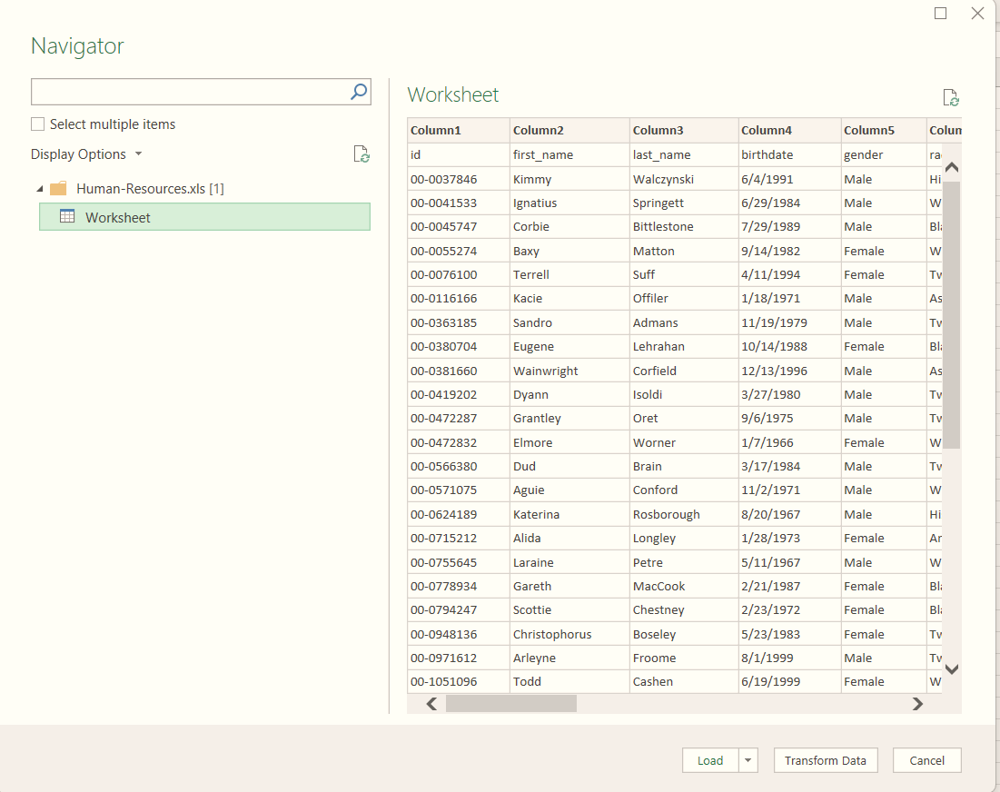 Navigator
Select multiple items
Display Options
Human-Resources.xls [1]
Worksheet
Worksheet
Column1 Column2 Column3 Column4 Column5 Colum
id first_name last_name birthdate gender ra
00-0037846 Kimmy Walczynski 6/4/1991 Male Hi
00-0041533 Ignatius Springett 6/29/1984 Male W
00-0045747 Corbie Bittlestone 7/29/1989 Male Bla
00-0055274 Baxy Matton 9/14/1982 Female W
00-0076100 Terrell Suff 4/11/1994 Female Tw
00-0116166 Kacie Offiler 1/18/1971 Male As
00-0363185 Sandro Admans 11/19/1979 Male Tw
00-0380704 Eugene Lehrahan 10/14/1988 Female Bla
00-0381660 Wainwright Corfield 12/13/1996 Male As
00-0419202 Dyann Isoldi 3/27/1980 Male Tw
00-0472287 Grantley Oret 9/6/1975 Male Tw
00-0472832 Elmore Worner 1/7/1966 Female W
00-0566380 Dud Brain 3/17/1984 Male Tw
00-0571075 Aguie Conford 11/2/1971 Male W
00-0624189 Katerina Rosborough 8/20/1967 Male Hi
00-0715212 Alida Longley 1/28/1973 Female Ar
00-0755645 Laraine Petre 5/11/1967 Male W
00-0778934 Gareth MacCook 2/21/1987 Female Bla
00-0794247 Scottie Chestney 2/23/1972 Female Bla
00-0948136 Christophorus Boseley 5/23/1983 Female Tw
00-0971612 Arleyne Froome 8/1/1999 Male Tw
00-1051096 Todd Cashen 6/19/1999 Female W
Load Transform Data Cancel